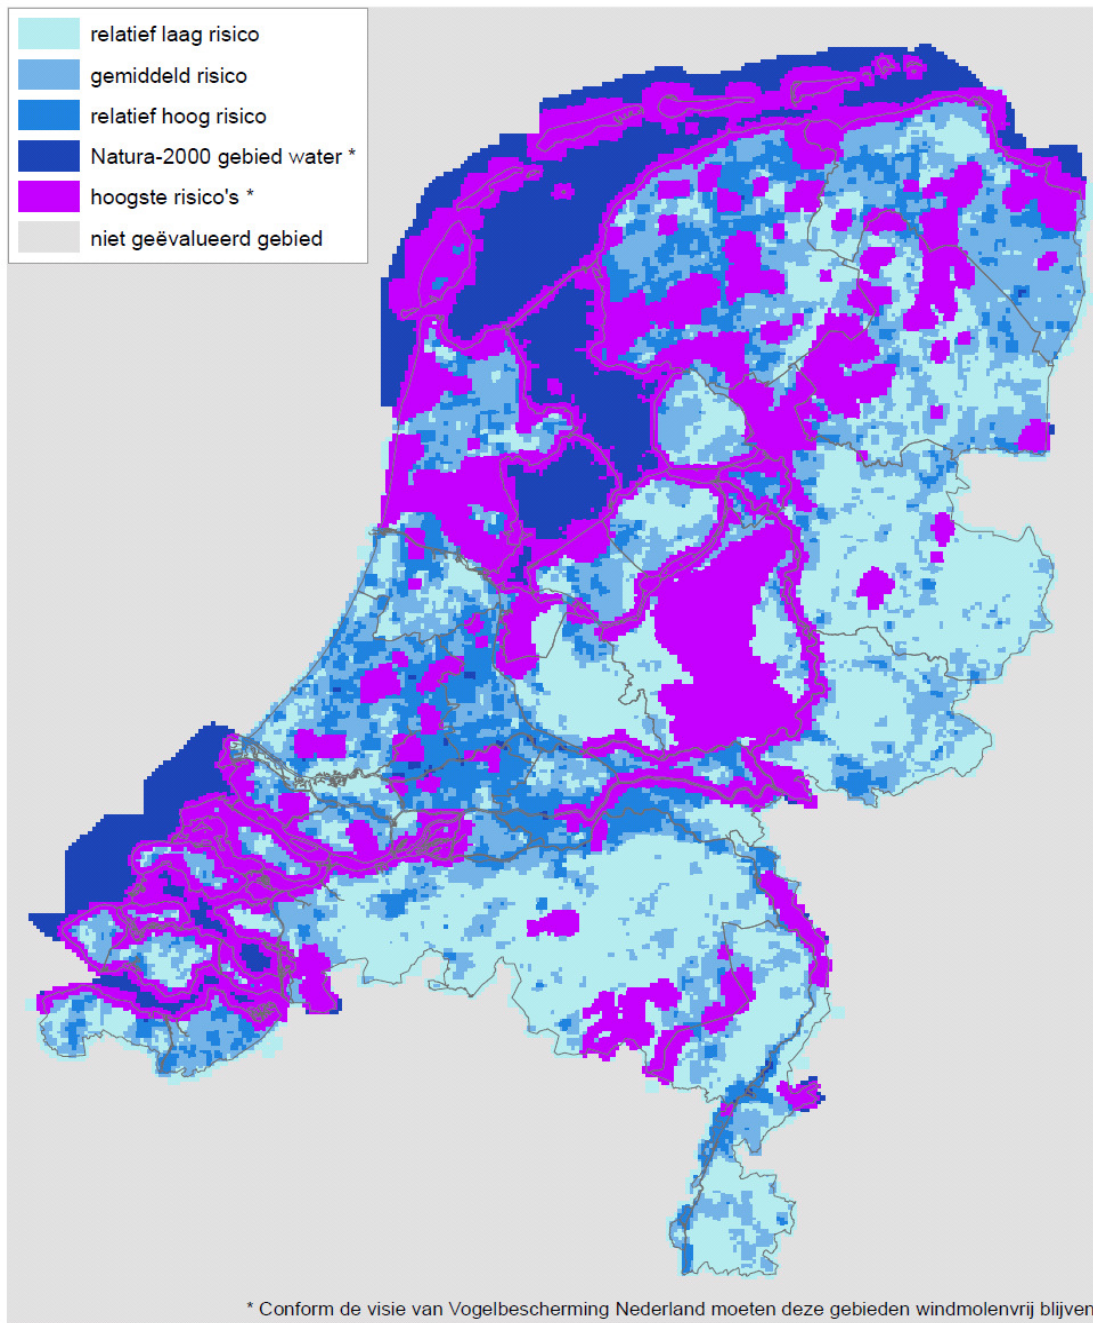 relatief laag risico
gemiddeld risico
relatief hoog risico
Natura-2000 gebied water *
hoogste risico's *
niet geëvalueerd gebied
* Conform de visie van Vogelbescherming Nederland moeten deze gebieden windmolenvrij blijven